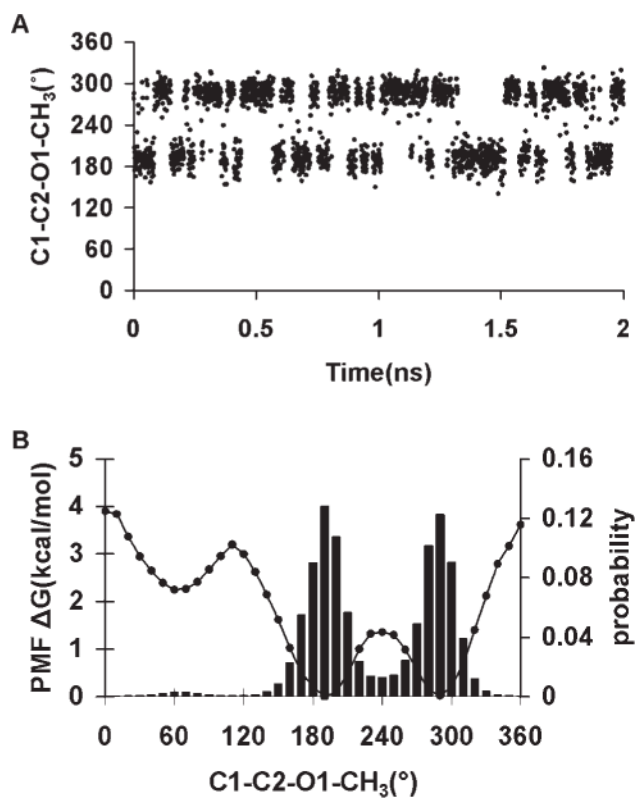 A
360
300
240
180
120
60
0
C1-C2-O1-CH₃(°)
0 0.5 1 1.5 2
Time(ns)
B
5
4
3
2
1
0
PMF ΔG(kcal/mol)
0.16
0.12
0.08
0.04
0
probability
0 60 120 180 240 300 360
C1-C2-O1-CH₃(°)